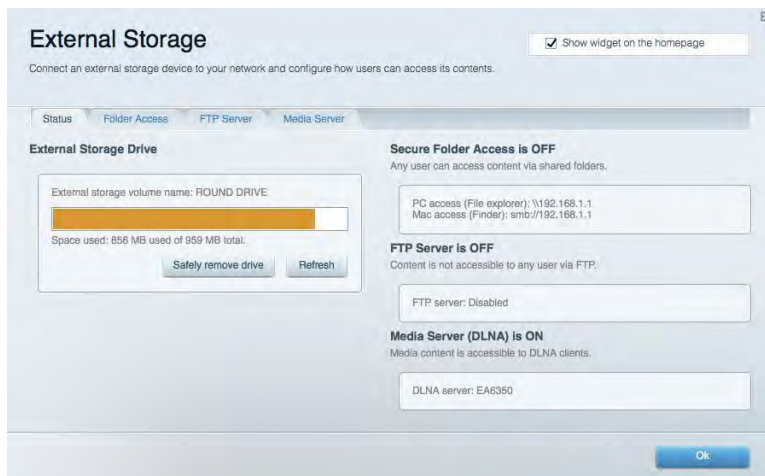 External Storage
Show widget on the homepage
Connect an external storage device to your network and configure how users can access its contents.
Status
Folder Access
FTP Server
Media Server
External Storage Drive
External storage volume name: ROUND DRIVE
Space used: 856 MB used of 959 MB total.
Safely remove drive
Refresh
Secure Folder Access is OFF
Any user can access content via shared folders.
PC access (File explorer): \\192.168.1.1
Mac access (Finder): smb://192.168.1.1
FTP Server is OFF
Content is not accessible to any user via FTP.
FTP server: Disabled
Media Server (DLNA) is ON
Media content is accessible to DLNA clients.
DLNA server: EA6350
Ok